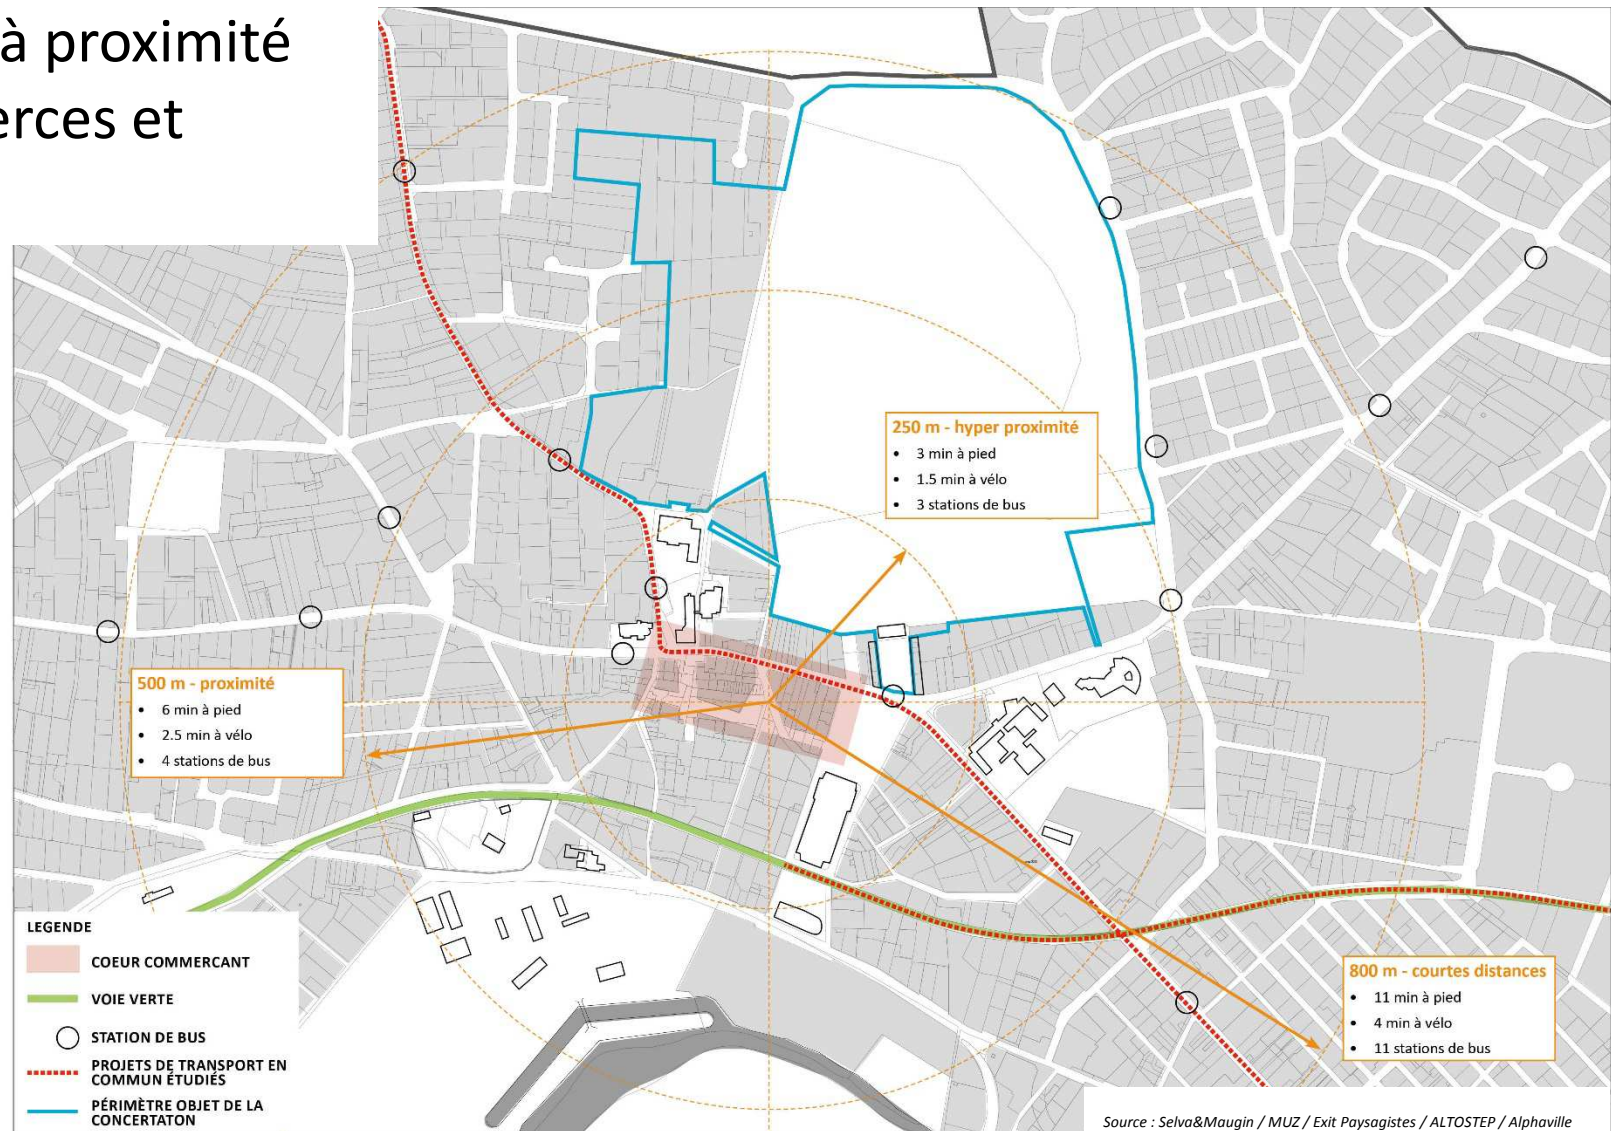 à proximité
erces et
250 m - hyper proximité
• 3 min à pied
• 1.5 min à vélo
• 3 stations de bus
500 m - proximité
• 6 min à pied
• 2.5 min à vélo
• 4 stations de bus
800 m - courtes distances
• 11 min à pied
• 4 min à vélo
• 11 stations de bus
LEGENDE
COEUR COMMERCANT
VOIE VERTE
STATION DE BUS
PROJETS DE TRANSPORT EN
COMMUN ÉTUDIÉS
PÉRIMÈTRE OBJET DE LA
CONCERTATON
Source : Selva&Maugin / MUZ / Exit Paysagistes / ALTOSTEP / Alphaville